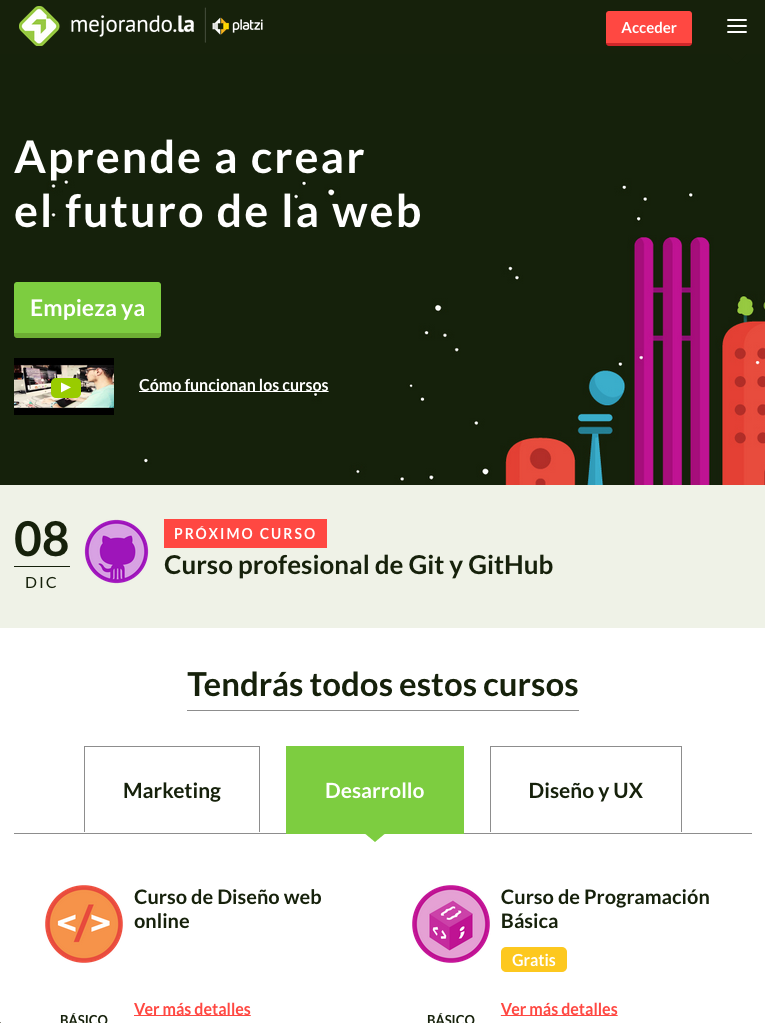 mejorando.la platzi
Acceder
Aprende a crear
el futuro de la web
Empieza ya
Cómo funcionan los cursos
08
DIC
PRÓXIMO CURSO
Curso profesional de Git y GitHub
Tendrás todos estos cursos
Marketing
Desarrollo
Diseño y UX
Curso de Diseño web
online
Ver más detalles
BÁSICO
Curso de Programación
Básica
Gratis
Ver más detalles
BÁSICO